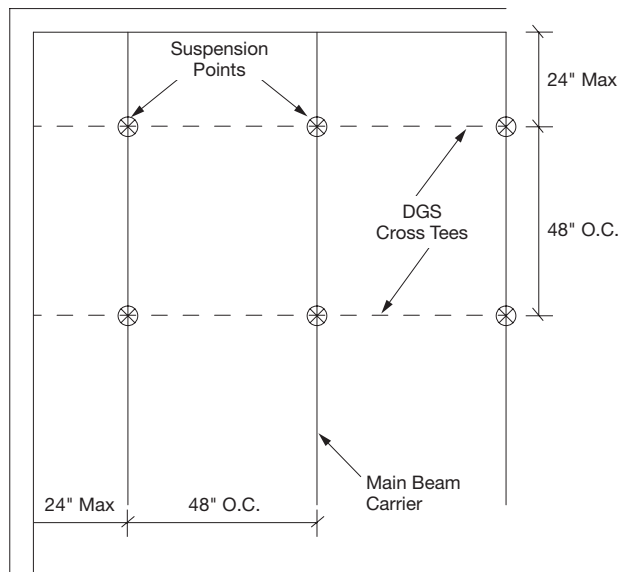 Suspension
Points
24" Max
DGS
Cross Tees
48" O.C.
Main Beam
Carrier
24" Max
48" O.C.